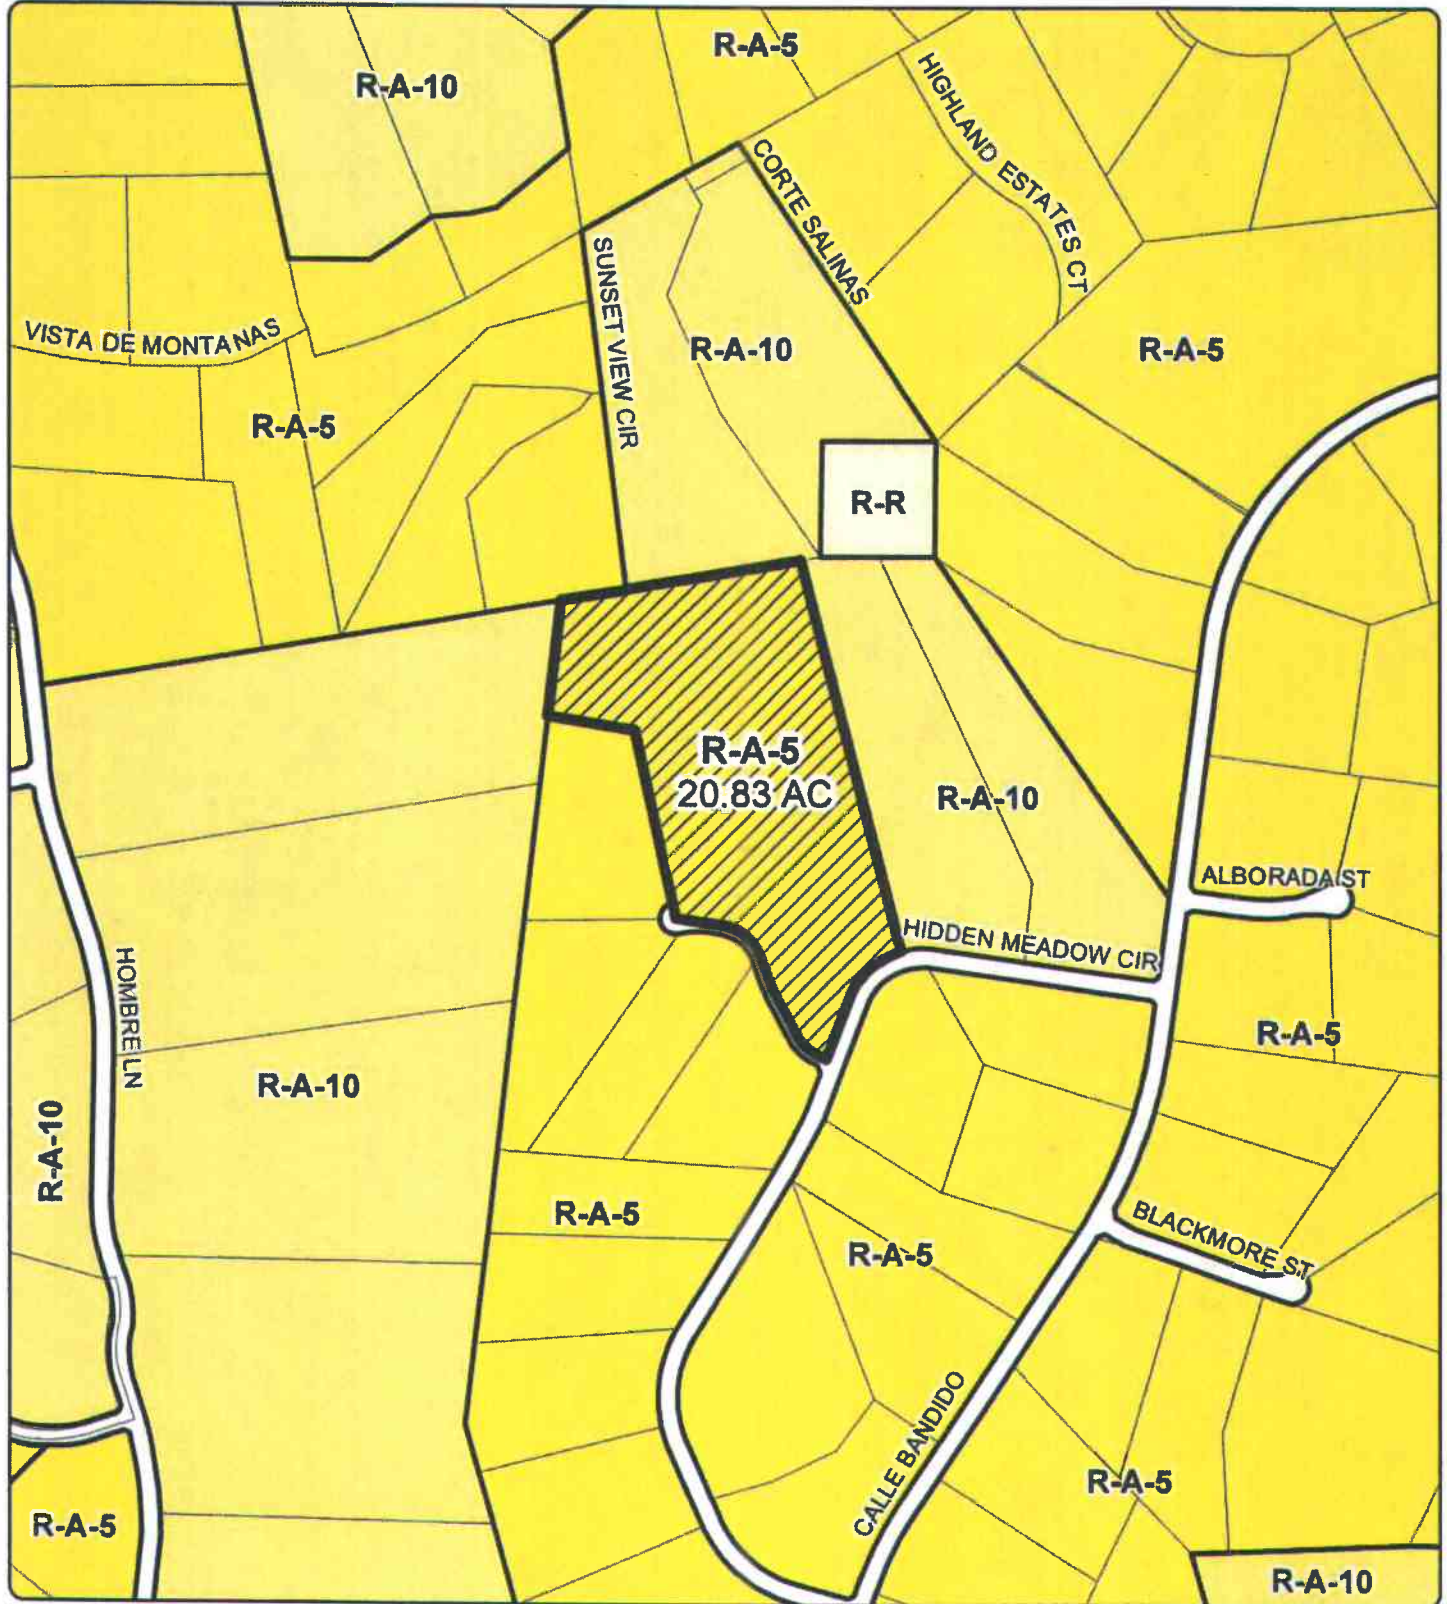 R-A-5
R-A-10
HIGHLAND ESTATES CT
CORTE SALINAS
SUNSET VIEW CIR
VISTA DE MONTANAS
R-A-10
R-A-5
R-A-5
R-R
R-A-5
20.83 AC
R-A-10
ALBORADA ST
HIDDEN MEADOW CIR
HOMBRE LN
R-A-5
R-A-10
R-A-10
R-A-5
BLACKMORE ST
R-A-5
CALLE BANDIDO
R-A-5
R-A-5
R-A-10